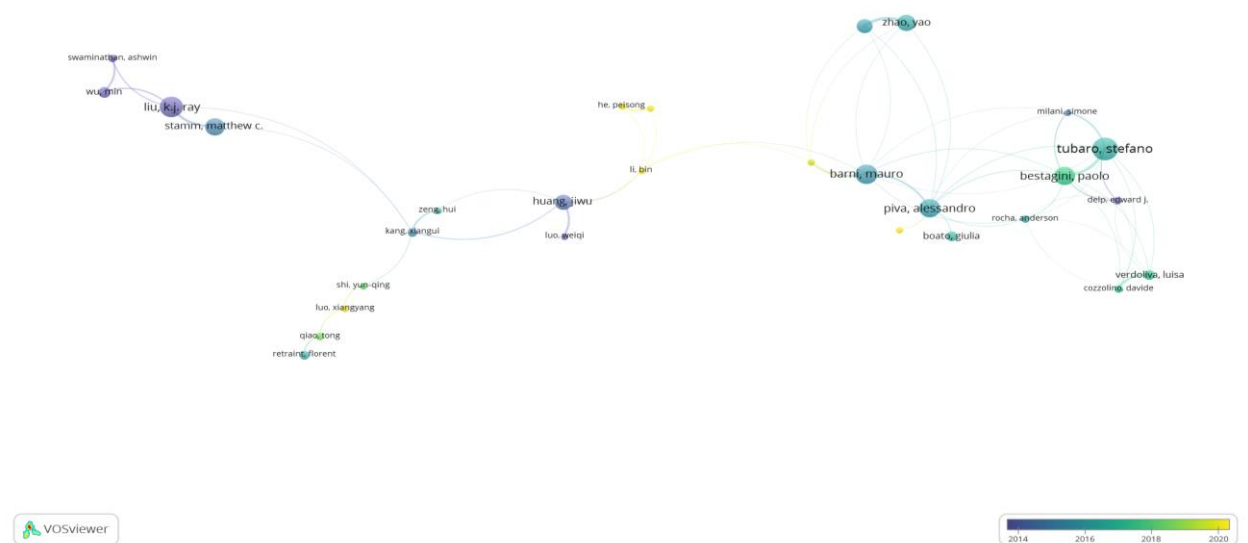 zhao, yao
swaminathan, ashwin
wu, min
liu, k.j. ray
stamm, matthew c.
he, peisong
milani, simone
tubaro, stefano
li, bin
barni, mauro
bestagini, paolo
delp, edward j.
huang, jiwu
zeng, hui
piva, alessandro
rocha, anderson
kang, xiangui
luo, weiqi
boato, giulia
verdoliva, luisa
shi, yun-qing
cozzolino, davide
luo, xiangyang
qiao, tong
retraint, florent
VOSviewer
2014 2016 2018 2020